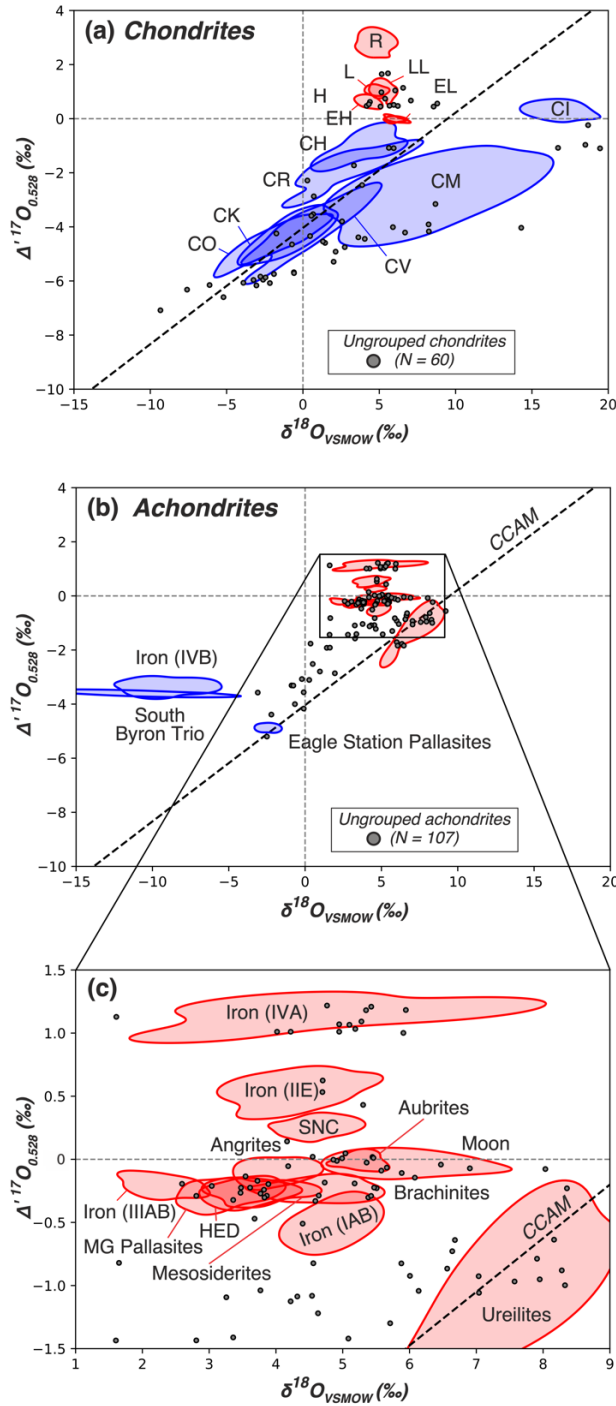 (a) Chondrites
R
L
LL
H
EL
EH
CI
CH
CR
CM
CK
CO
CV
Ungrouped chondrites
(N = 60)
4
2
0
−2
−4
−6
−8
−10
Δ′ ¹⁷O₀.₅₂₈ (‰)
−15 −10 −5 0 5 10 15 20
δ¹⁸O_VSMOW (‰)
(b) Achondrites
CCAM
Iron (IVB)
South
Byron Trio
Eagle Station Pallasites
Ungrouped achondrites
(N = 107)
4
2
0
−2
−4
−6
−8
−10
Δ′ ¹⁷O₀.₅₂₈ (‰)
−15 −10 −5 0 5 10 15 20
δ¹⁸O_VSMOW (‰)
(c)
Iron (IVA)
Iron (IIE)
SNC
Aubrites
Angrites
Moon
Brachinites
Iron (IIIAB)
HED
Iron (IAB)
MG Pallasites
Mesosiderites
CCAM
Ureilites
1.5
1.0
0.5
0
−0.5
−1.0
−1.5
Δ′ ¹⁷O₀.₅₂₈ (‰)
1 2 3 4 5 6 7 8 9
δ¹⁸O_VSMOW (‰)